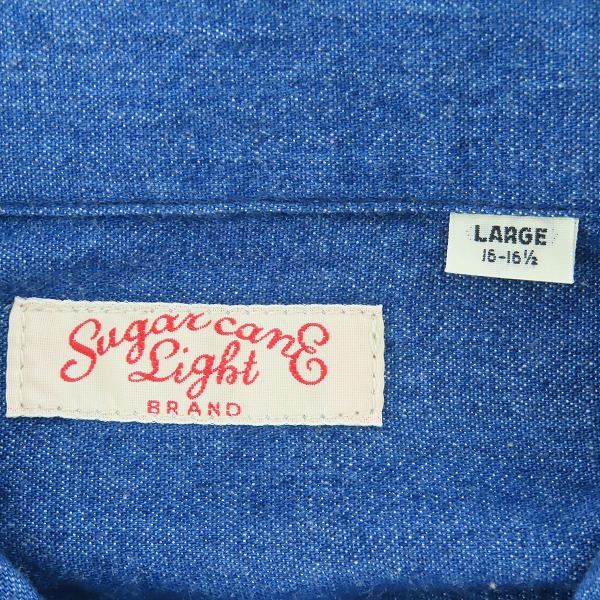 LARGE
16-16½
Sugar canE
Light
BRAND